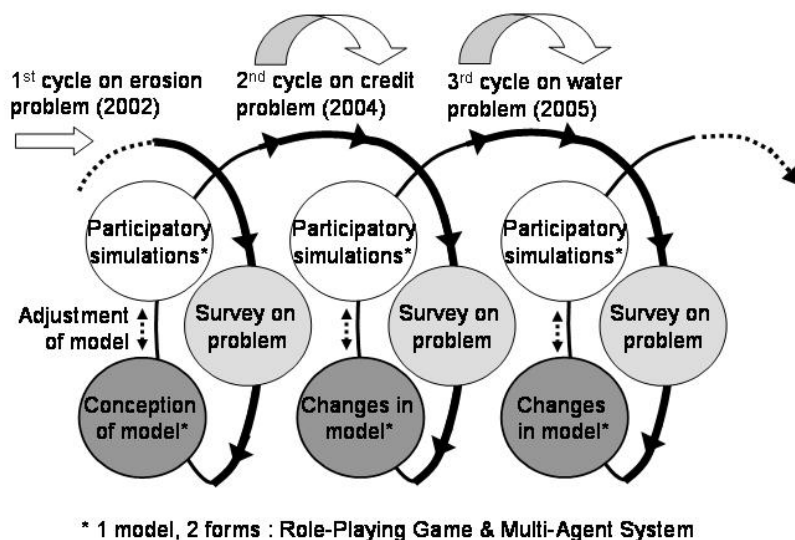 1st cycle on erosion
problem (2002)
2nd cycle on credit
problem (2004)
3rd cycle on water
problem (2005)
Participatory
simulations*
Participatory
simulations*
Participatory
simulations*
Adjustment
of model
Survey on
problem
Survey on
problem
Survey on
problem
Conception
of model*
Changes in
model*
Changes
in model*
* 1 model, 2 forms : Role-Playing Game & Multi-Agent System